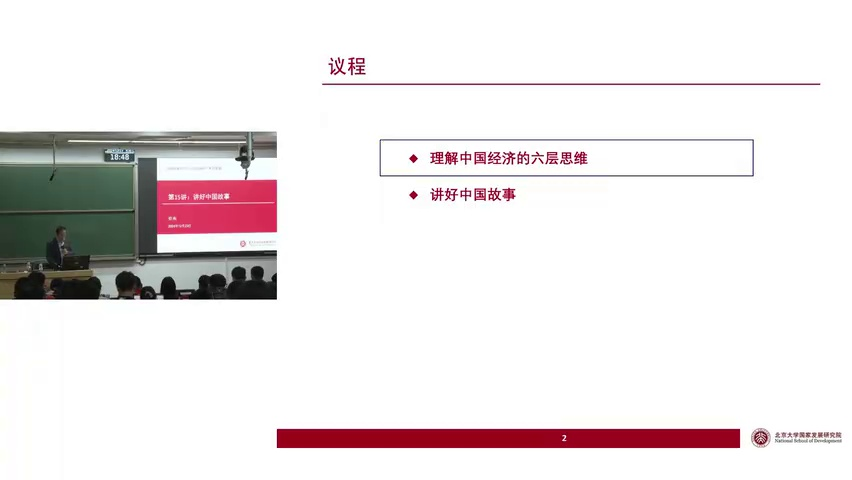 议程
◆ 理解中国经济的六层思维
◆ 讲好中国故事
18:48
第15讲：讲好中国故事
2
北京大学国家发展研究院
National School of Development